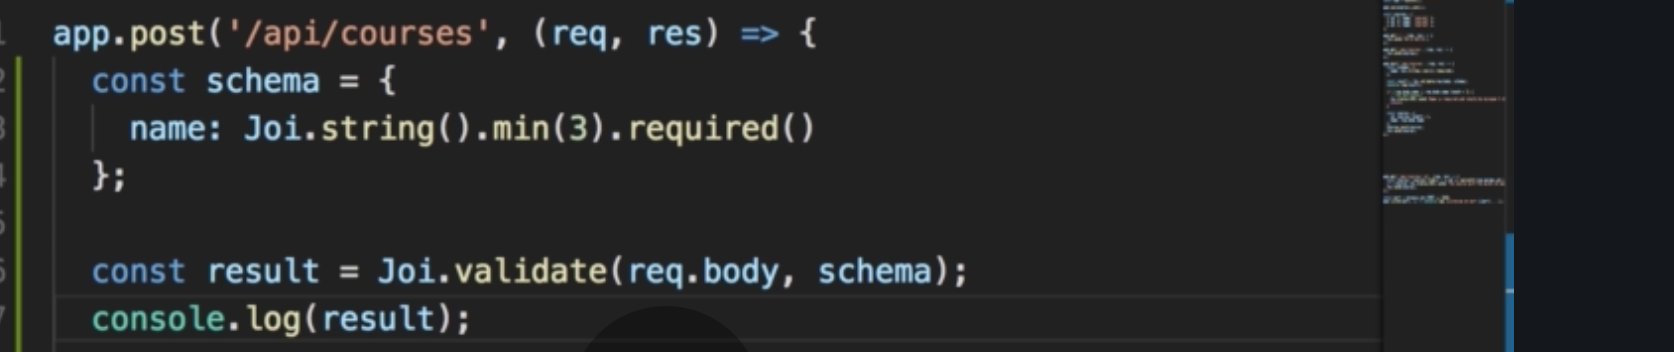 app.post('/api/courses', (req, res) => {
const schema = {
name: Joi.string().min(3).required()
};
const result = Joi.validate(req.body, schema);
console.log(result);